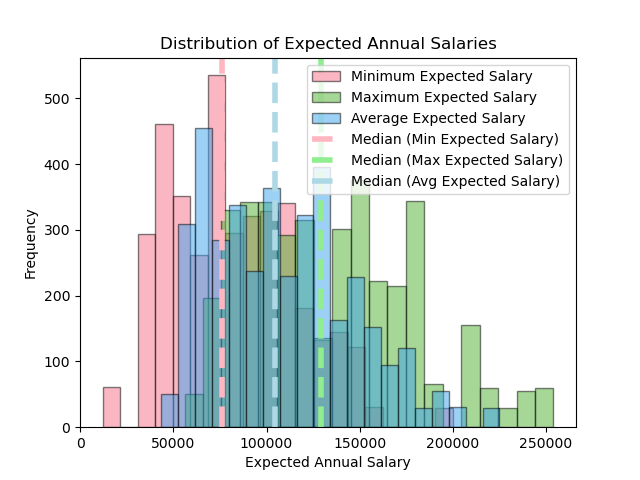 Distribution of Expected Annual Salaries
Minimum Expected Salary
Maximum Expected Salary
Average Expected Salary
Median (Min Expected Salary)
Median (Max Expected Salary)
Median (Avg Expected Salary)
Frequency
500
400
300
200
100
0
0 50000 100000 150000 200000 250000
Expected Annual Salary